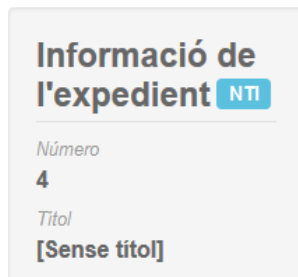 Informació de
l'expedient NTI
Número
4
Títol
[Sense títol]